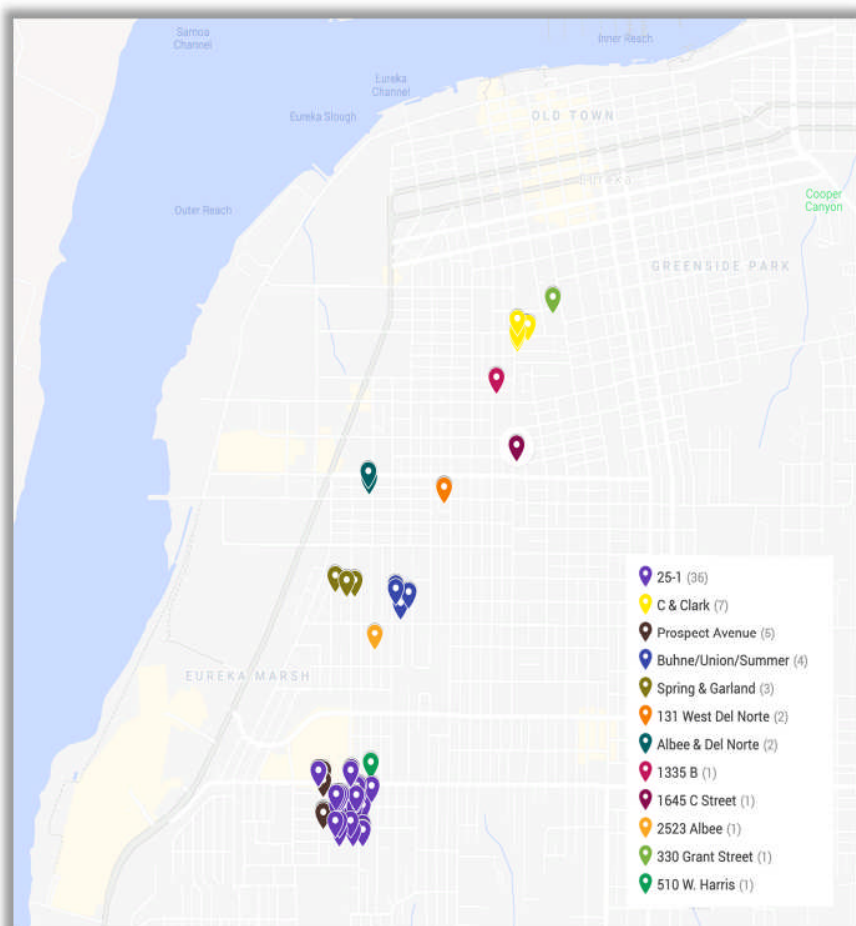 Samoa
Channel
Inner Reach
Eureka
Channel
Eureka Slough
OLD TOWN
Eureka
Cooper
Canyon
Outer Reach
GREENSIDE PARK
EUREKA MARSH
25-1 (36)
C & Clark (7)
Prospect Avenue (5)
Buhne/Union/Summer (4)
Spring & Garland (3)
131 West Del Norte (2)
Albee & Del Norte (2)
1335 B (1)
1645 C Street (1)
2523 Albee (1)
330 Grant Street (1)
510 W. Harris (1)